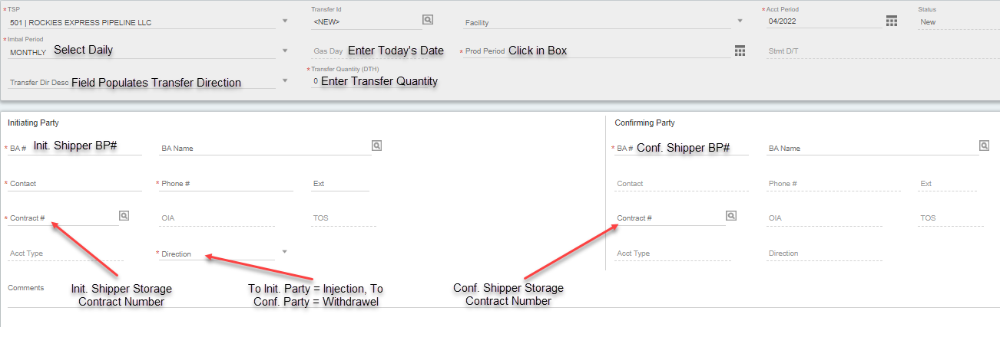 * TSP
501 | ROCKIES EXPRESS PIPELINE LLC
Transfer Id
<NEW>
Facility
* Acct Period
04/2022
Status
New
* Imbal Period
MONTHLY Select Daily
Gas Day Enter Today's Date
* Prod Period Click in Box
Stmt D/T
Transfer Dir Desc Field Populates Transfer Direction
* Transfer Quantity (DTH)
0 Enter Transfer Quantity
Initiating Party
* BA # Init. Shipper BP#
BA Name
* Contact
* Phone #
Ext
* Contract #
OIA
TOS
Acct Type
* Direction
Init. Shipper Storage
Contract Number
To Init. Party = Injection, To
Conf. Party = Withdrawel
Confirming Party
* BA # Conf. Shipper BP#
BA Name
Contact
Phone #
Ext
Contract #
OIA
TOS
Acct Type
Direction
Conf. Shipper Storage
Contract Number
Comments